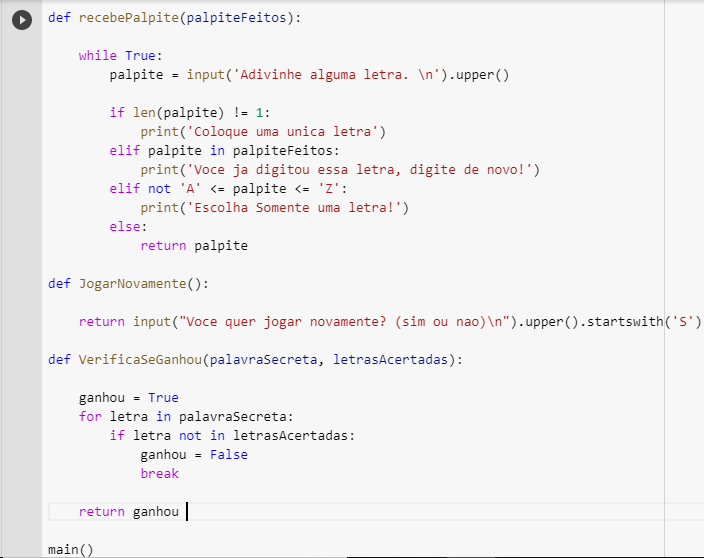 def recebePalpite(palpiteFeitos):
while True:
palpite = input('Adivinhe alguma letra. \n').upper()
if len(palpite) != 1:
print('Coloque uma unica letra')
elif palpite in palpiteFeitos:
print('Voce ja digitou essa letra, digite de novo!')
elif not 'A' <= palpite <= 'Z':
print('Escolha Somente uma letra!')
else:
return palpite
def JogarNovamente():
return input("Voce quer jogar novamente? (sim ou nao)\n").upper().startswith('S')
def VerificaSeGanhou(palavraSecreta, letrasAcertadas):
ganhou = True
for letra in palavraSecreta:
if letra not in letrasAcertadas:
ganhou = False
break
return ganhou
main()